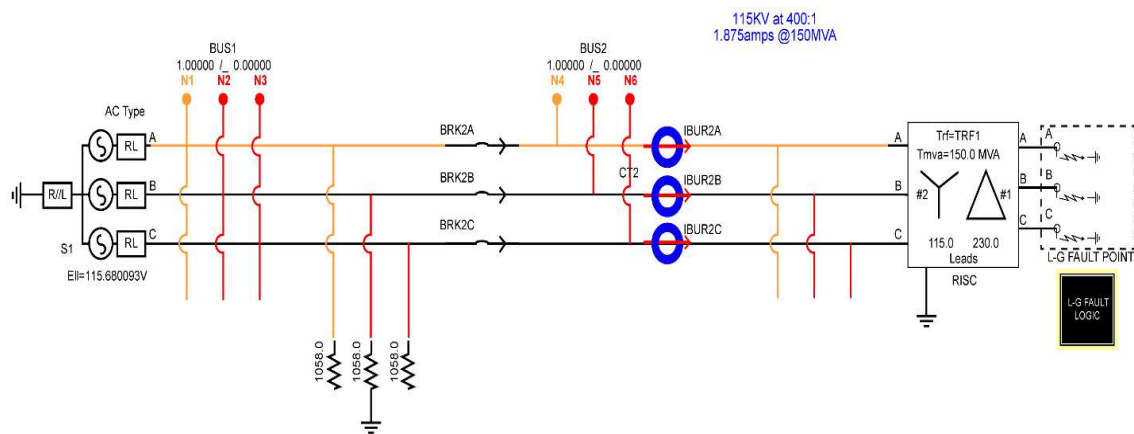 115KV at 400:1
1.875amps @150MVA
BUS1
1.00000 /_ 0.00000
N1 N2 N3
BUS2
1.00000 /_ 0.00000
N4 N5 N6
AC Type
RL A
BRK2A
IBUR2A
A
Trf=TRF1
Tmva=150.0 MVA
A
A
R//L
RL B
BRK2B
CT2
IBUR2B
B
#2
#1
B
B
S1
RL C
BRK2C
IBUR2C
C
C
C
115.0 230.0
Leads
RISC
Ell=115.680093V
L-G FAULT POINT
L-G FAULT
LOGIC
1058.0
1058.0
1058.0